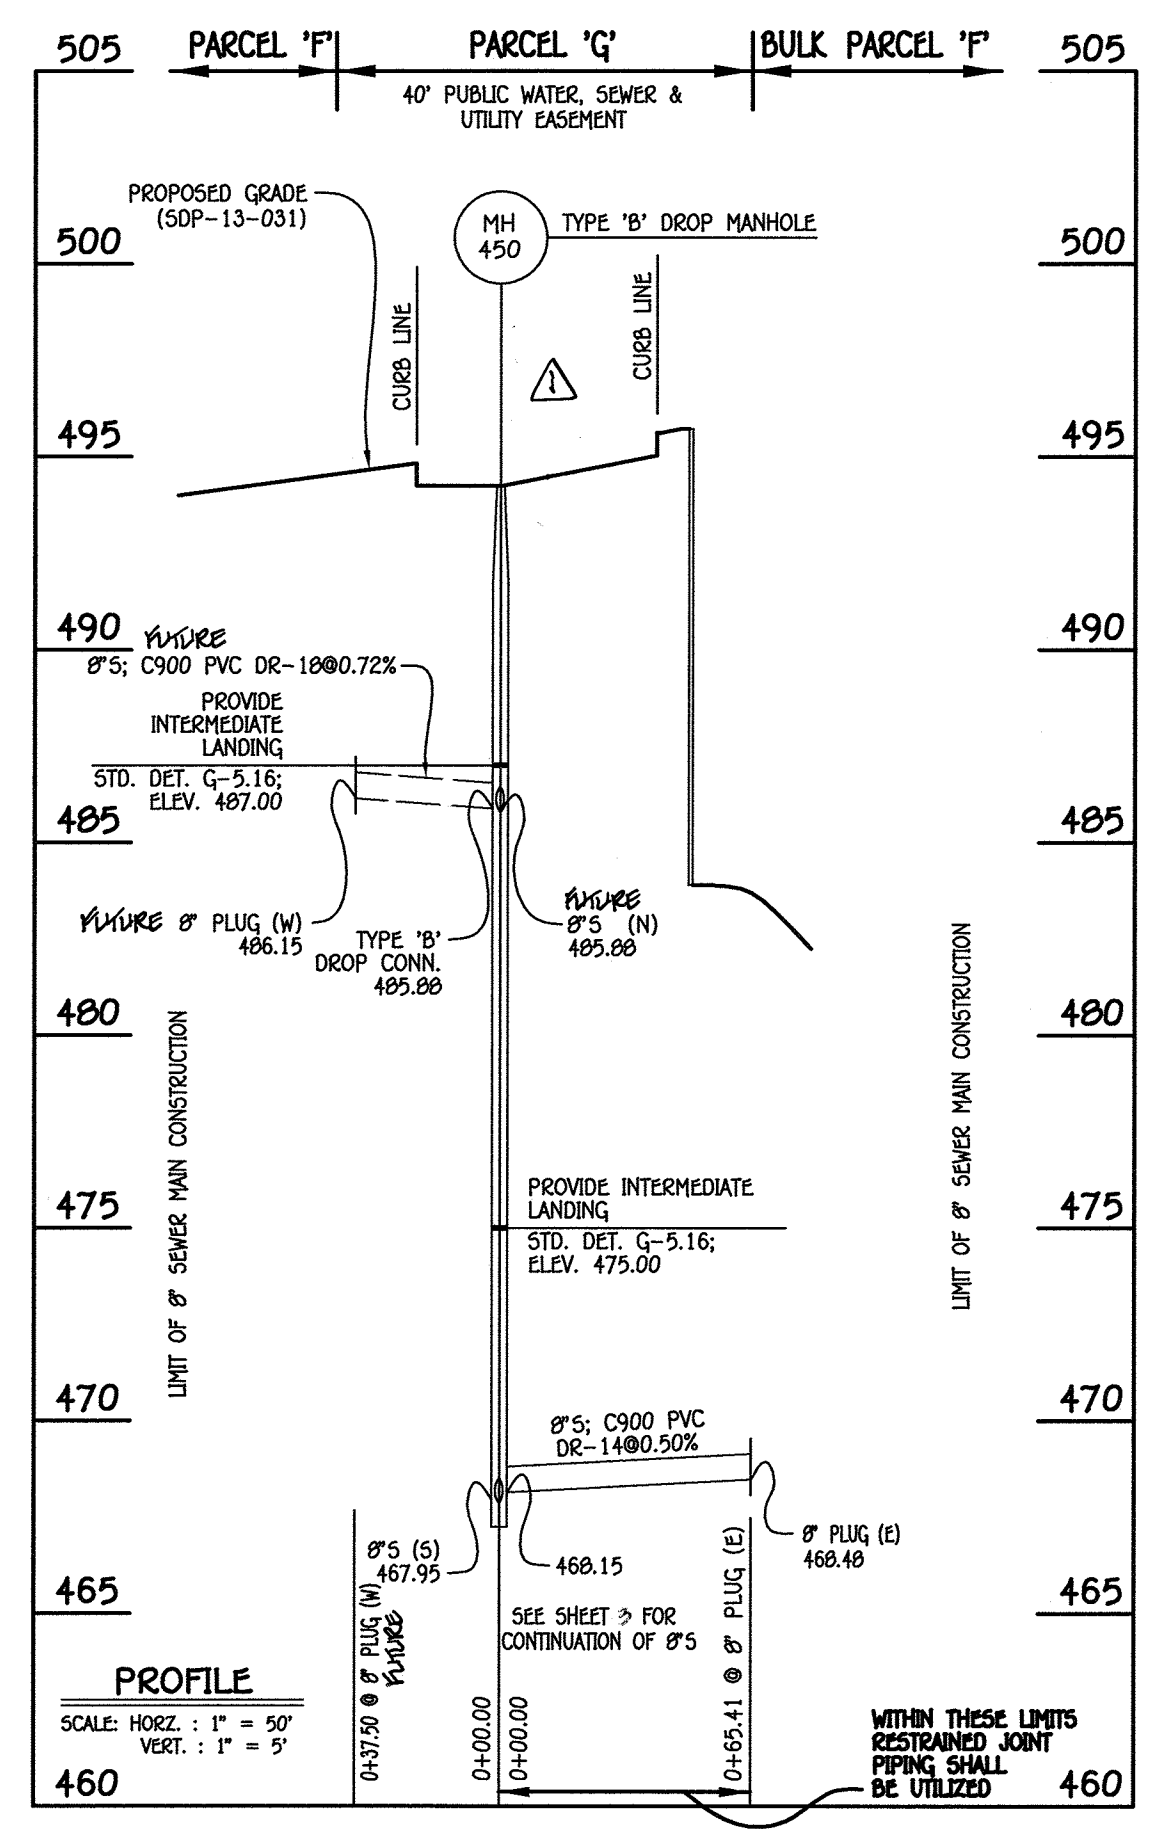 505
PARCEL 'F'
PARCEL 'G'
BULK PARCEL 'F'
505
40' PUBLIC WATER, SEWER &
UTILITY EASEMENT
PROPOSED GRADE
(SDP-13-031)
MH
450
TYPE 'B' DROP MANHOLE
500
500
CURB LINE
CURB LINE
1
495
495
490
490
FUTURE
8"S; C900 PVC DR-18@0.72%
PROVIDE
INTERMEDIATE
LANDING
STD. DET. G-5.16;
ELEV. 487.00
485
485
FUTURE 8" PLUG (W)
486.15
TYPE 'B'
DROP CONN.
485.88
FUTURE
8"S (N)
485.88
480
480
LIMIT OF 8" SEWER MAIN CONSTRUCTION
LIMIT OF 8" SEWER MAIN CONSTRUCTION
PROVIDE INTERMEDIATE
LANDING
STD. DET. G-5.16;
ELEV. 475.00
475
475
470
470
8"S; C900 PVC
DR-14@0.50%
8"S (S)
467.95
468.15
8" PLUG (E)
468.48
465
465
SEE SHEET 3 FOR
CONTINUATION OF 8"S
0+37.50 @ 8" PLUG (W)
FUTURE
0+00.00
0+00.00
0+65.41 @ 8" PLUG (E)
PROFILE
SCALE: HORZ. : 1" = 50'
VERT. : 1" = 5'
WITHIN THESE LIMITS
RESTRAINED JOINT
PIPING SHALL
BE UTILIZED
460
460